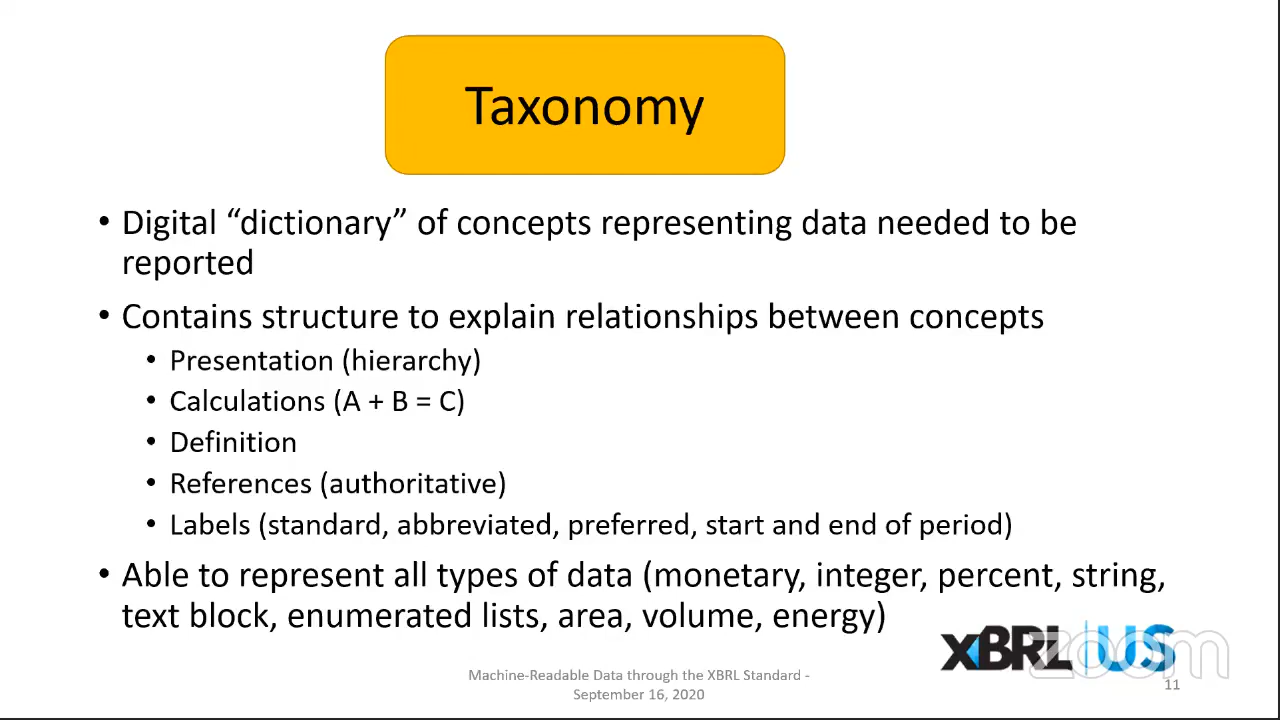 Taxonomy
• Digital “dictionary” of concepts representing data needed to be
reported
• Contains structure to explain relationships between concepts
• Presentation (hierarchy)
• Calculations (A + B = C)
• Definition
• References (authoritative)
• Labels (standard, abbreviated, preferred, start and end of period)
• Able to represent all types of data (monetary, integer, percent, string,
text block, enumerated lists, area, volume, energy)
XBRL US
zoom
Machine-Readable Data through the XBRL Standard -
September 16, 2020
11